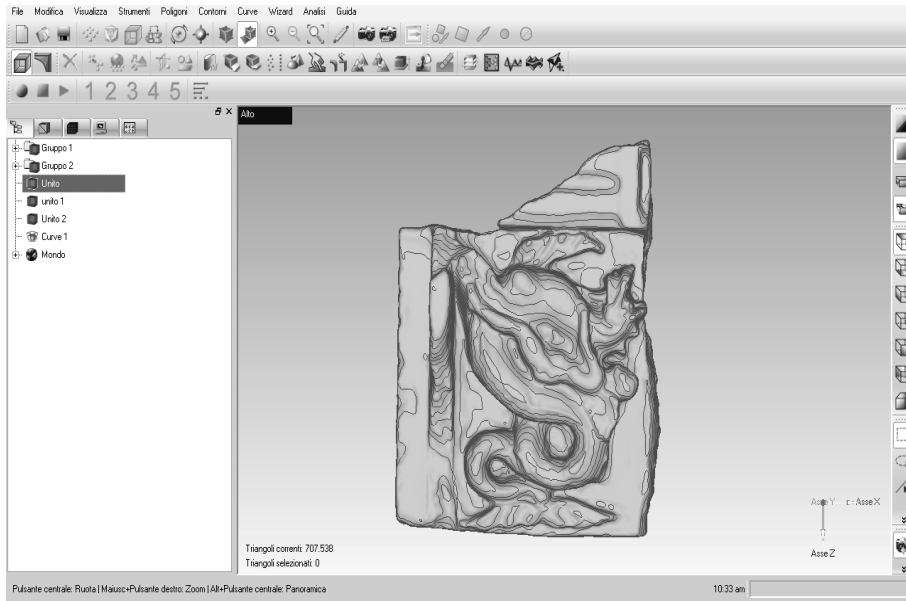 File Modifica Visualizza Strumenti Poligoni Contorni Curve Wizard Analisi Guida
1 2 3 4 5
Alto
Gruppo 1
Gruppo 2
Unito
unito 1
Unito 2
Curve 1
Mondo
Asse Y Asse X
Asse Z
Triangoli correnti: 707.538
Triangoli selezionati: 0
Pulsante centrale: Ruota | Maiusc+Pulsante destro: Zoom | Alt+Pulsante centrale: Panoramica
10:33 am